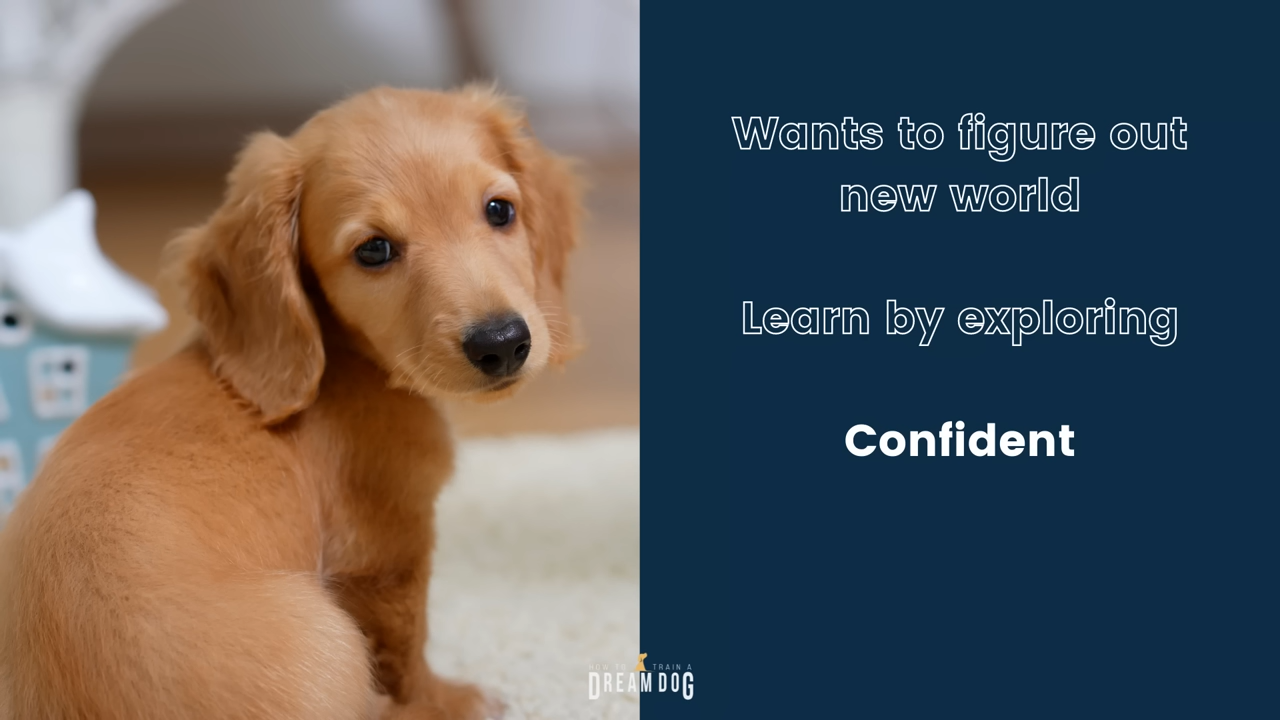 Wants to figure out
new world
Learn by exploring
Confident
HOW TO TRAIN A
DREAM DOG